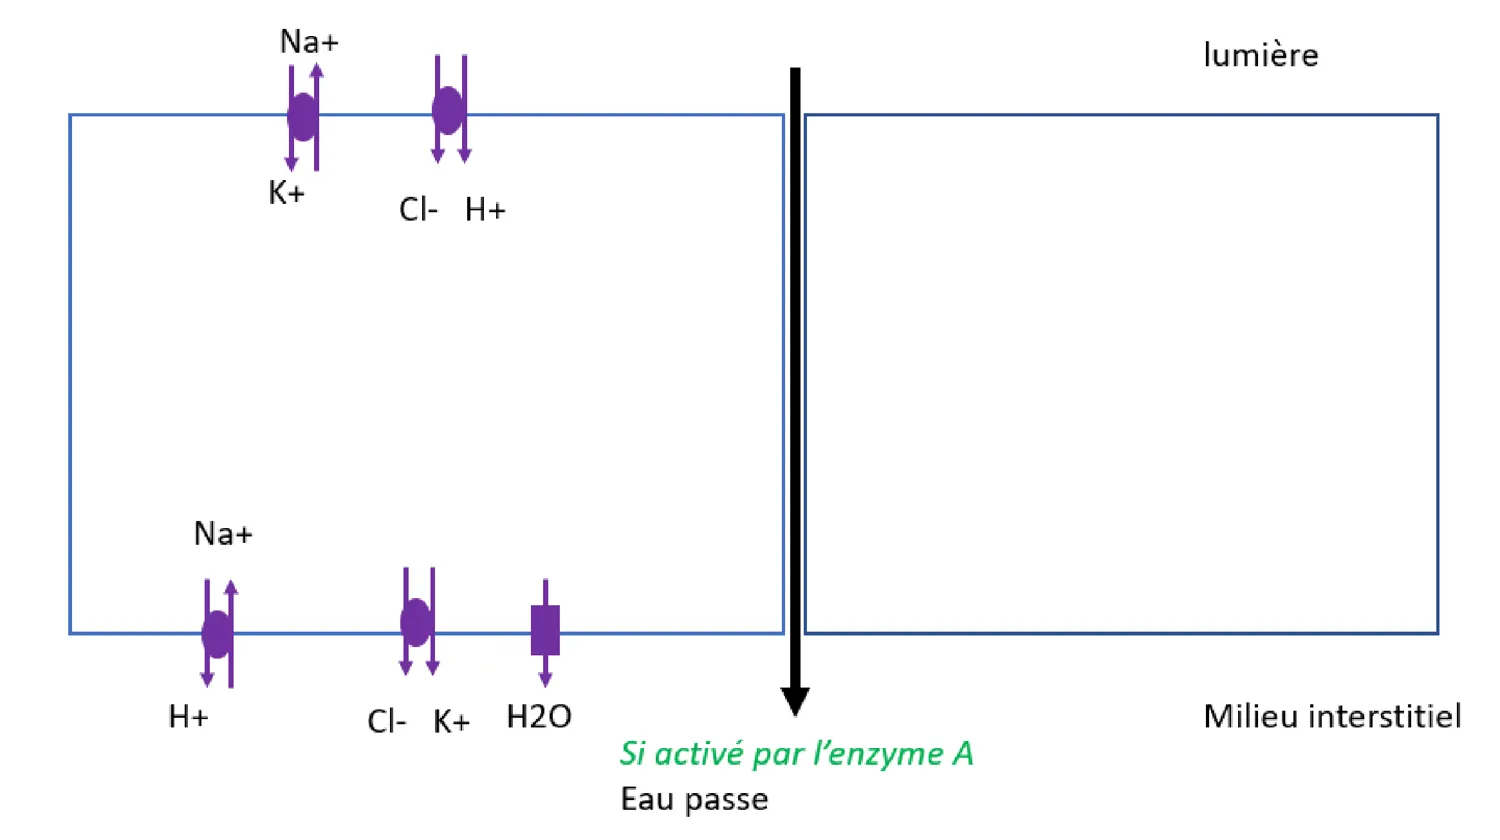 Na+
lumière
K+
Cl- H+
Na+
H+
Cl- K+
H2O
Milieu interstitiel
Si activé par l’enzyme A
Eau passe